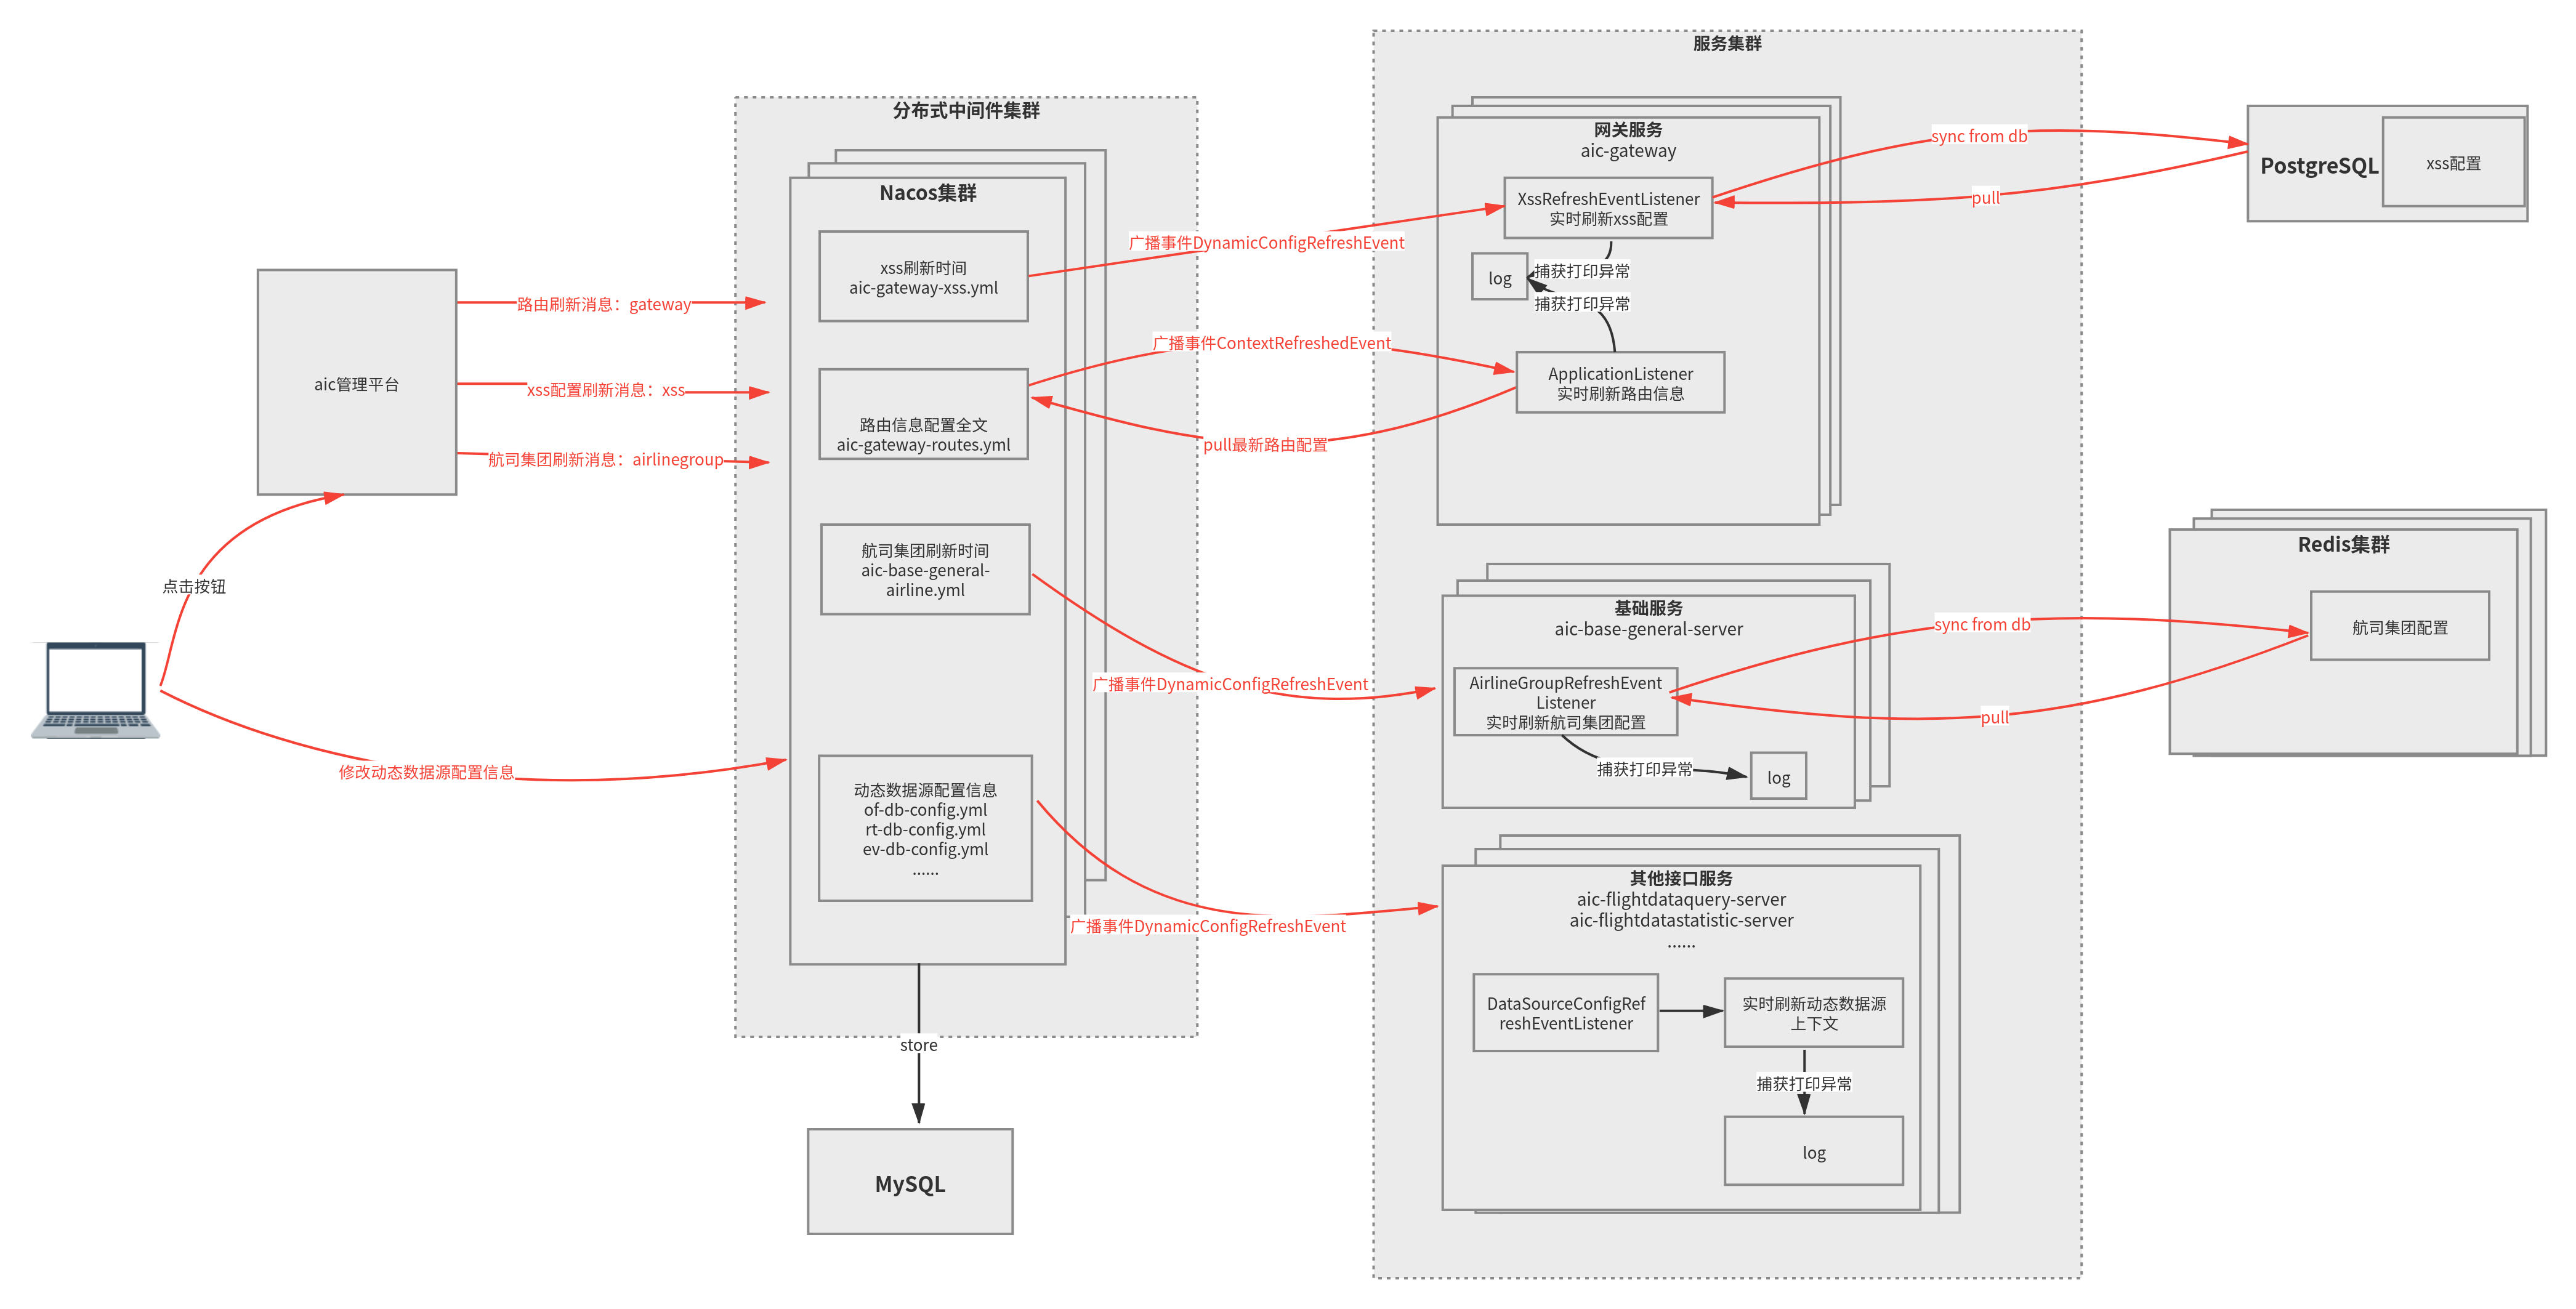 点击按钮
修改动态数据源配置信息
aic管理平台
路由刷新消息：gateway
xss配置刷新消息：xss
航司集团刷新消息：airlinegroup
分布式中间件集群
Nacos集群
xss刷新时间
aic-gateway-xss.yml
路由信息配置全文
aic-gateway-routes.yml
航司集团刷新时间
aic-base-general-
airline.yml
动态数据源配置信息
of-db-config.yml
rt-db-config.yml
ev-db-config.yml
......
store
MySQL
广播事件DynamicConfigRefreshEvent
广播事件ContextRefreshedEvent
pull最新路由配置
广播事件DynamicConfigRefreshEvent
广播事件DynamicConfigRefreshEvent
服务集群
网关服务
aic-gateway
XssRefreshEventListener
实时刷新xss配置
log
捕获打印异常
捕获打印异常
ApplicationListener
实时刷新路由信息
基础服务
aic-base-general-server
AirlineGroupRefreshEvent
Listener
实时刷新航司集团配置
捕获打印异常
log
其他接口服务
aic-flightdataquery-server
aic-flightdatastatistic-server
......
DataSourceConfigRef
reshEventListener
实时刷新动态数据源
上下文
捕获打印异常
log
sync from db
pull
PostgreSQL
xss配置
sync from db
pull
Redis集群
航司集团配置